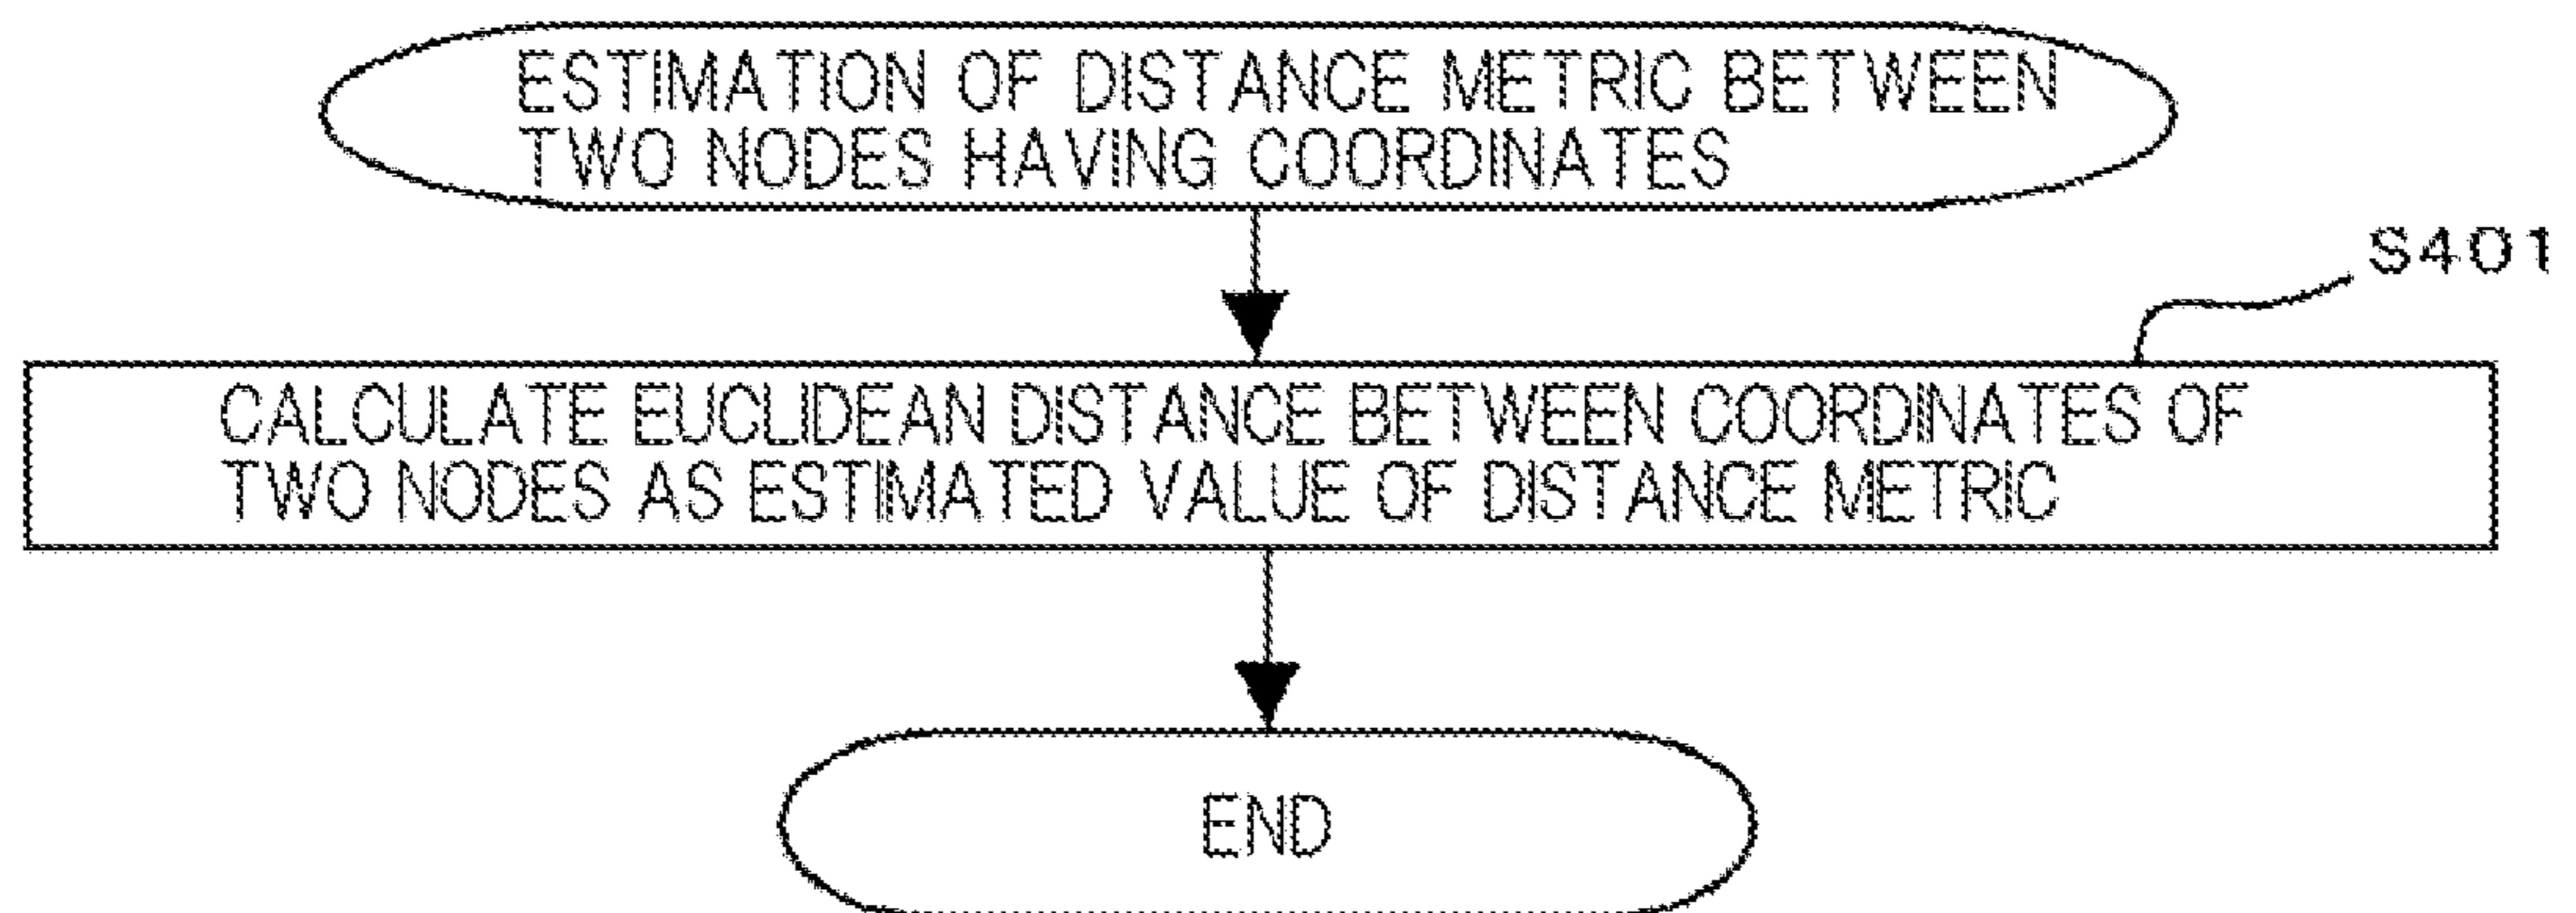 ESTIMATION OF DISTANCE METRIC BETWEEN
TWO NODES HAVING COORDINATES
S401
CALCULATE EUCLIDEAN DISTANCE BETWEEN COORDINATES OF
TWO NODES AS ESTIMATED VALUE OF DISTANCE METRIC
END